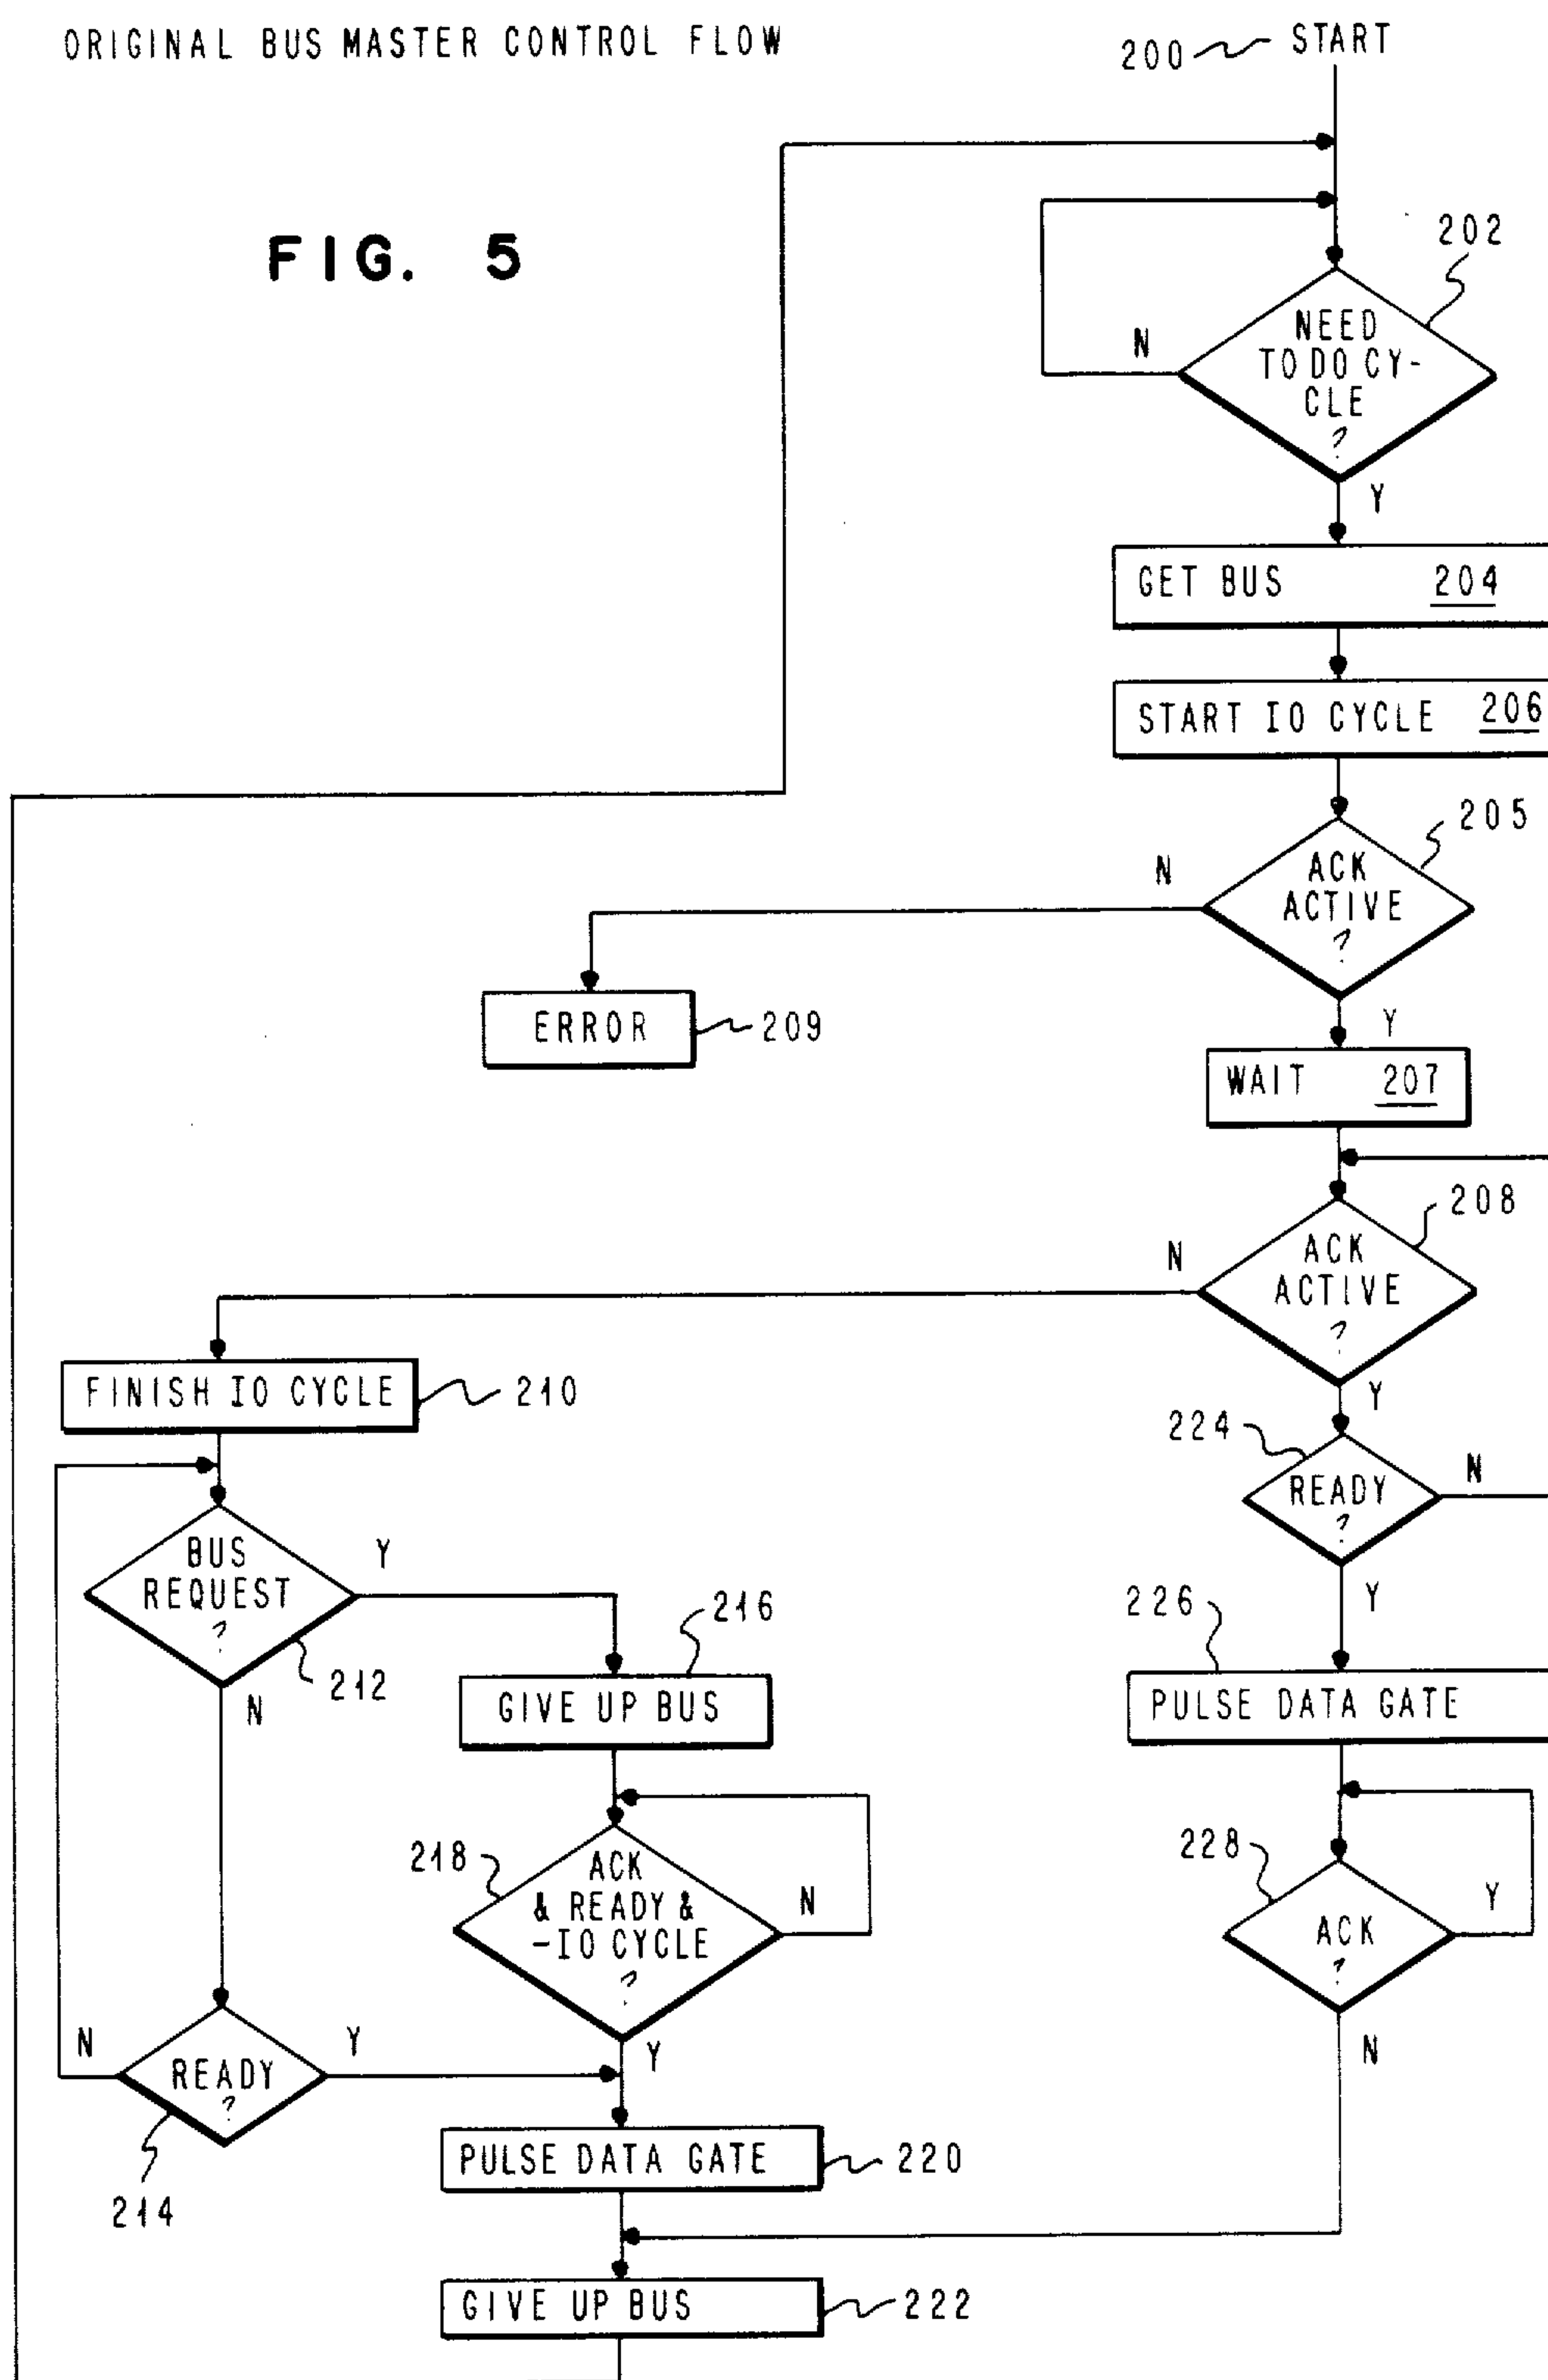 ORIGINAL BUS MASTER CONTROL FLOW
200 START
FIG. 5
202
NEED
TO DO CY-
CLE
?
N
Y
GET BUS 204
START IO CYCLE 206
205
ACK
ACTIVE
?
N
Y
ERROR 209
WAIT 207
208
ACK
ACTIVE
?
N
Y
FINISH IO CYCLE 210
224
READY
?
N
Y
BUS
REQUEST
?
Y
N
212
216
GIVE UP BUS
226
PULSE DATA GATE
218
ACK
& READY &
-IO CYCLE
?
N
Y
228
ACK
?
Y
N
READY
?
N
Y
214
PULSE DATA GATE 220
GIVE UP BUS 222